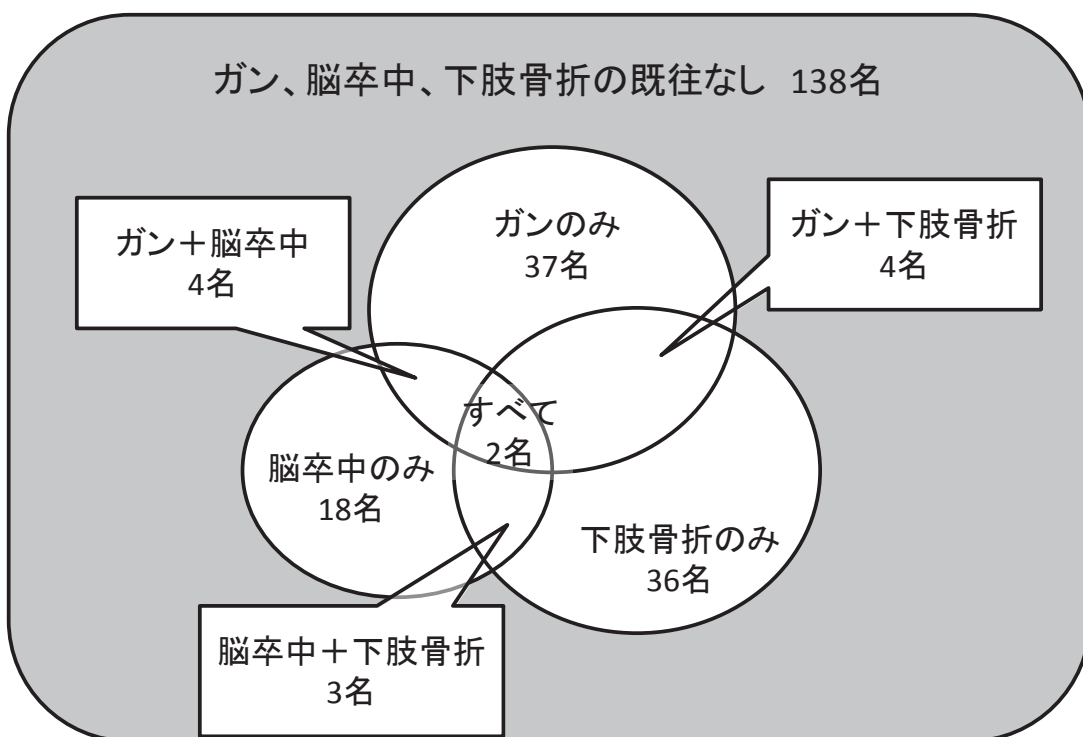 ガン、脳卒中、下肢骨折の既往なし 138名
ガン＋脳卒中
4名
ガンのみ
37名
ガン＋下肢骨折
4名
すべて
2名
脳卒中のみ
18名
下肢骨折のみ
36名
脳卒中＋下肢骨折
3名